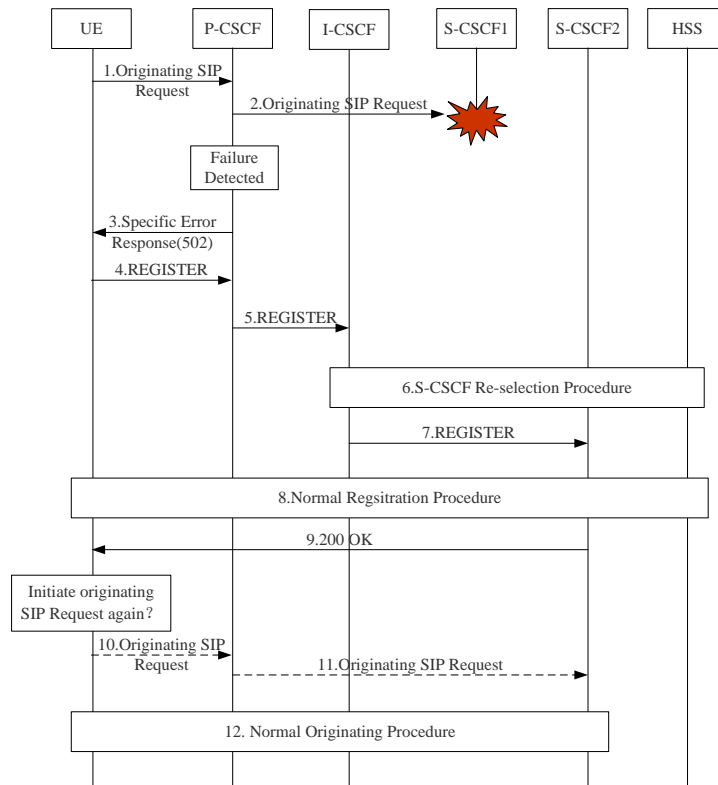 UE P-CSCF I-CSCF S-CSCF1 S-CSCF2 HSS
1.Originating SIP
Request
2.Originating SIP Request
Failure
Detected
3.Specific Error
Response(502)
4.REGISTER
5.REGISTER
6.S-CSCF Re-selection Procedure
7.REGISTER
8.Normal Regsitration Procedure
9.200 OK
Initiate originating
SIP Request again?
10.Originating SIP
Request
11.Originating SIP Request
12. Normal Originating Procedure